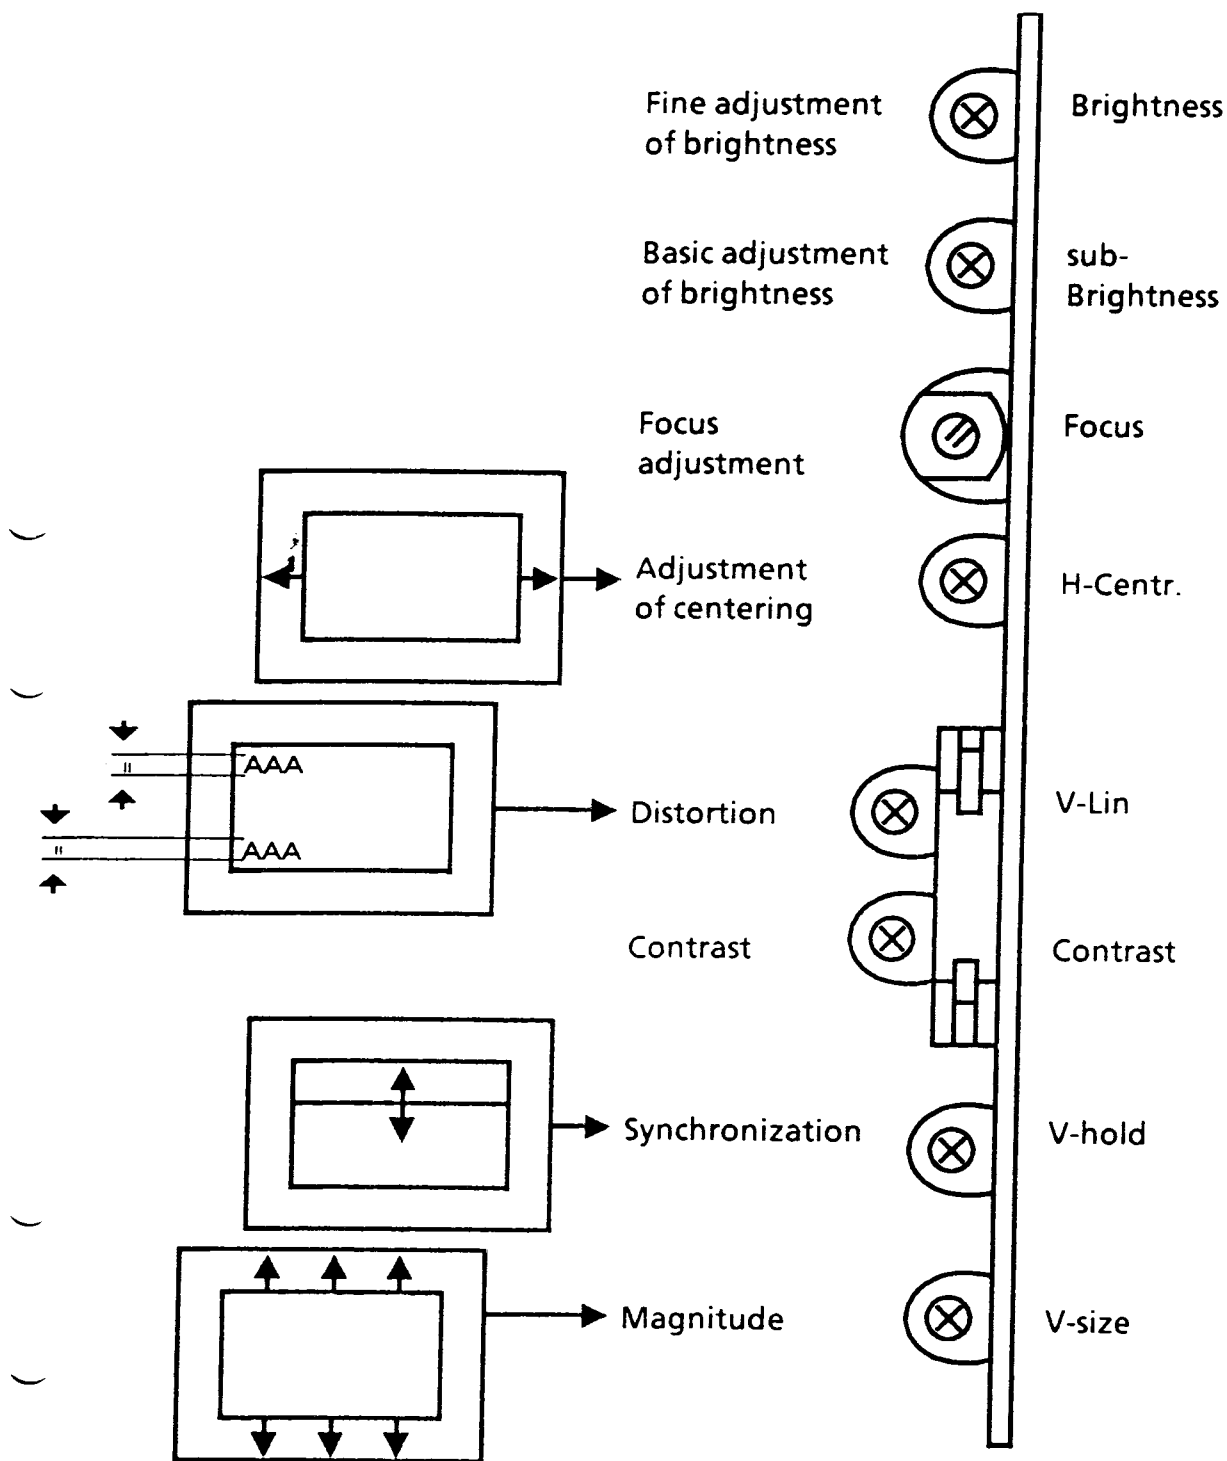 Fine adjustment
of brightness
Brightness
Basic adjustment
of brightness
sub-
Brightness
Focus
adjustment
Focus
Adjustment
of centering
H-Centr.
AAA
AAA
Distortion
V-Lin
Contrast
Contrast
Synchronization
V-hold
Magnitude
V-size